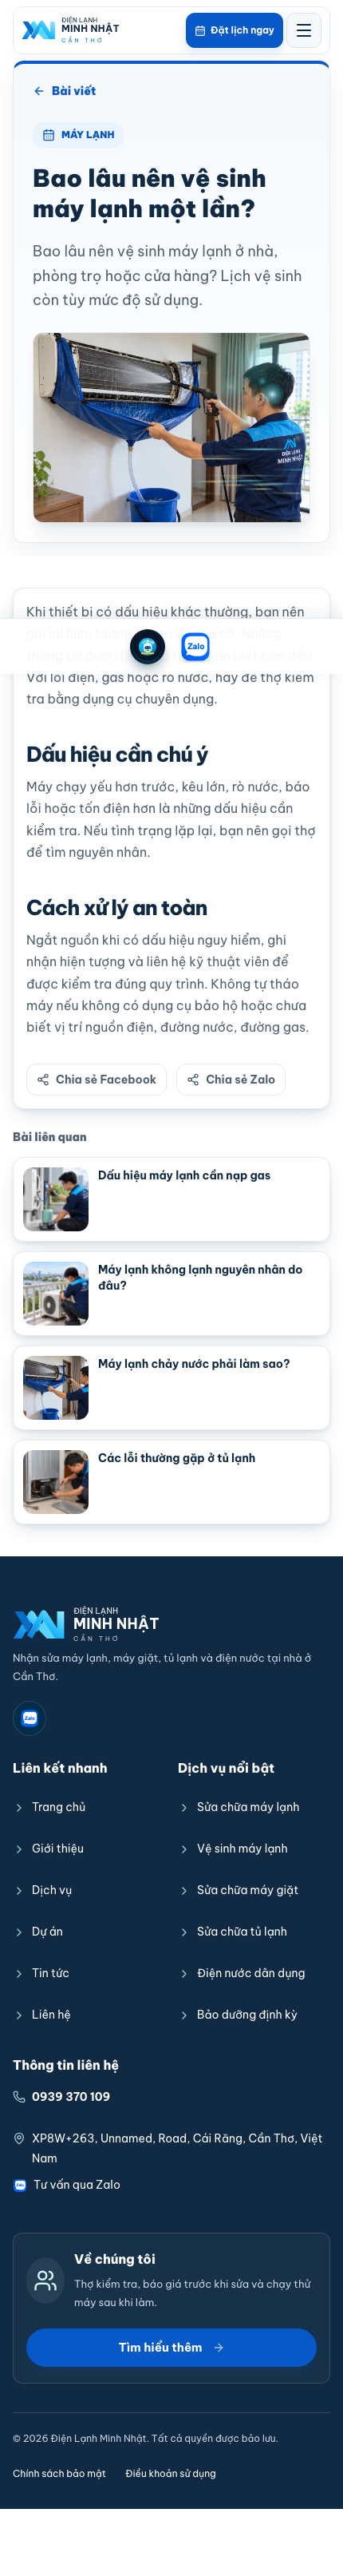 ĐIỆN LẠNH
MINH NHẬT
CẦN THƠ
Đặt lịch ngay
Bài viết
MÁY LẠNH
Bao lâu nên vệ sinh
máy lạnh một lần?
Bao lâu nên vệ sinh máy lạnh ở nhà,
phòng trọ hoặc cửa hàng? Lịch vệ sinh
còn tùy mức độ sử dụng.
ĐIỆN LẠNH
MINH NHẬT
Khi thiết bị có dấu hiệu khác thường, bạn nên
Zalo
Với lỗi điện, gas hoặc rò nước, hãy để thợ kiểm
tra bằng dụng cụ chuyên dụng.
Dấu hiệu cần chú ý
Máy chạy yếu hơn trước, kêu lớn, rò nước, báo
lỗi hoặc tốn điện hơn là những dấu hiệu cần
kiểm tra. Nếu tình trạng lặp lại, bạn nên gọi thợ
để tìm nguyên nhân.
Cách xử lý an toàn
Ngắt nguồn khi có dấu hiệu nguy hiểm, ghi
nhận hiện tượng và liên hệ kỹ thuật viên để
được kiểm tra đúng quy trình. Không tự tháo
máy nếu không có dụng cụ bảo hộ hoặc chưa
biết vị trí nguồn điện, đường nước, đường gas.
Chia sẻ Facebook
Chia sẻ Zalo
Bài liên quan
Dấu hiệu máy lạnh cần nạp gas
Máy lạnh không lạnh nguyên nhân do
đâu?
Máy lạnh chảy nước phải làm sao?
Các lỗi thường gặp ở tủ lạnh
ĐIỆN LẠNH
MINH NHẬT
CẦN THƠ
Nhận sửa máy lạnh, máy giặt, tủ lạnh và điện nước tại nhà ở
Cần Thơ.
Zalo
Liên kết nhanh
Trang chủ
Giới thiệu
Dịch vụ
Dự án
Tin tức
Liên hệ
Dịch vụ nổi bật
Sửa chữa máy lạnh
Vệ sinh máy lạnh
Sửa chữa máy giặt
Sửa chữa tủ lạnh
Điện nước dân dụng
Bảo dưỡng định kỳ
Thông tin liên hệ
0939 370 109
XP8W+263, Unnamed, Road, Cái Răng, Cần Thơ, Việt
Nam
Zalo
Tư vấn qua Zalo
Về chúng tôi
Thợ kiểm tra, báo giá trước khi sửa và chạy thử
máy sau khi làm.
Tìm hiểu thêm
© 2026 Điện Lạnh Minh Nhật. Tất cả quyền được bảo lưu.
Chính sách bảo mật
Điều khoản sử dụng